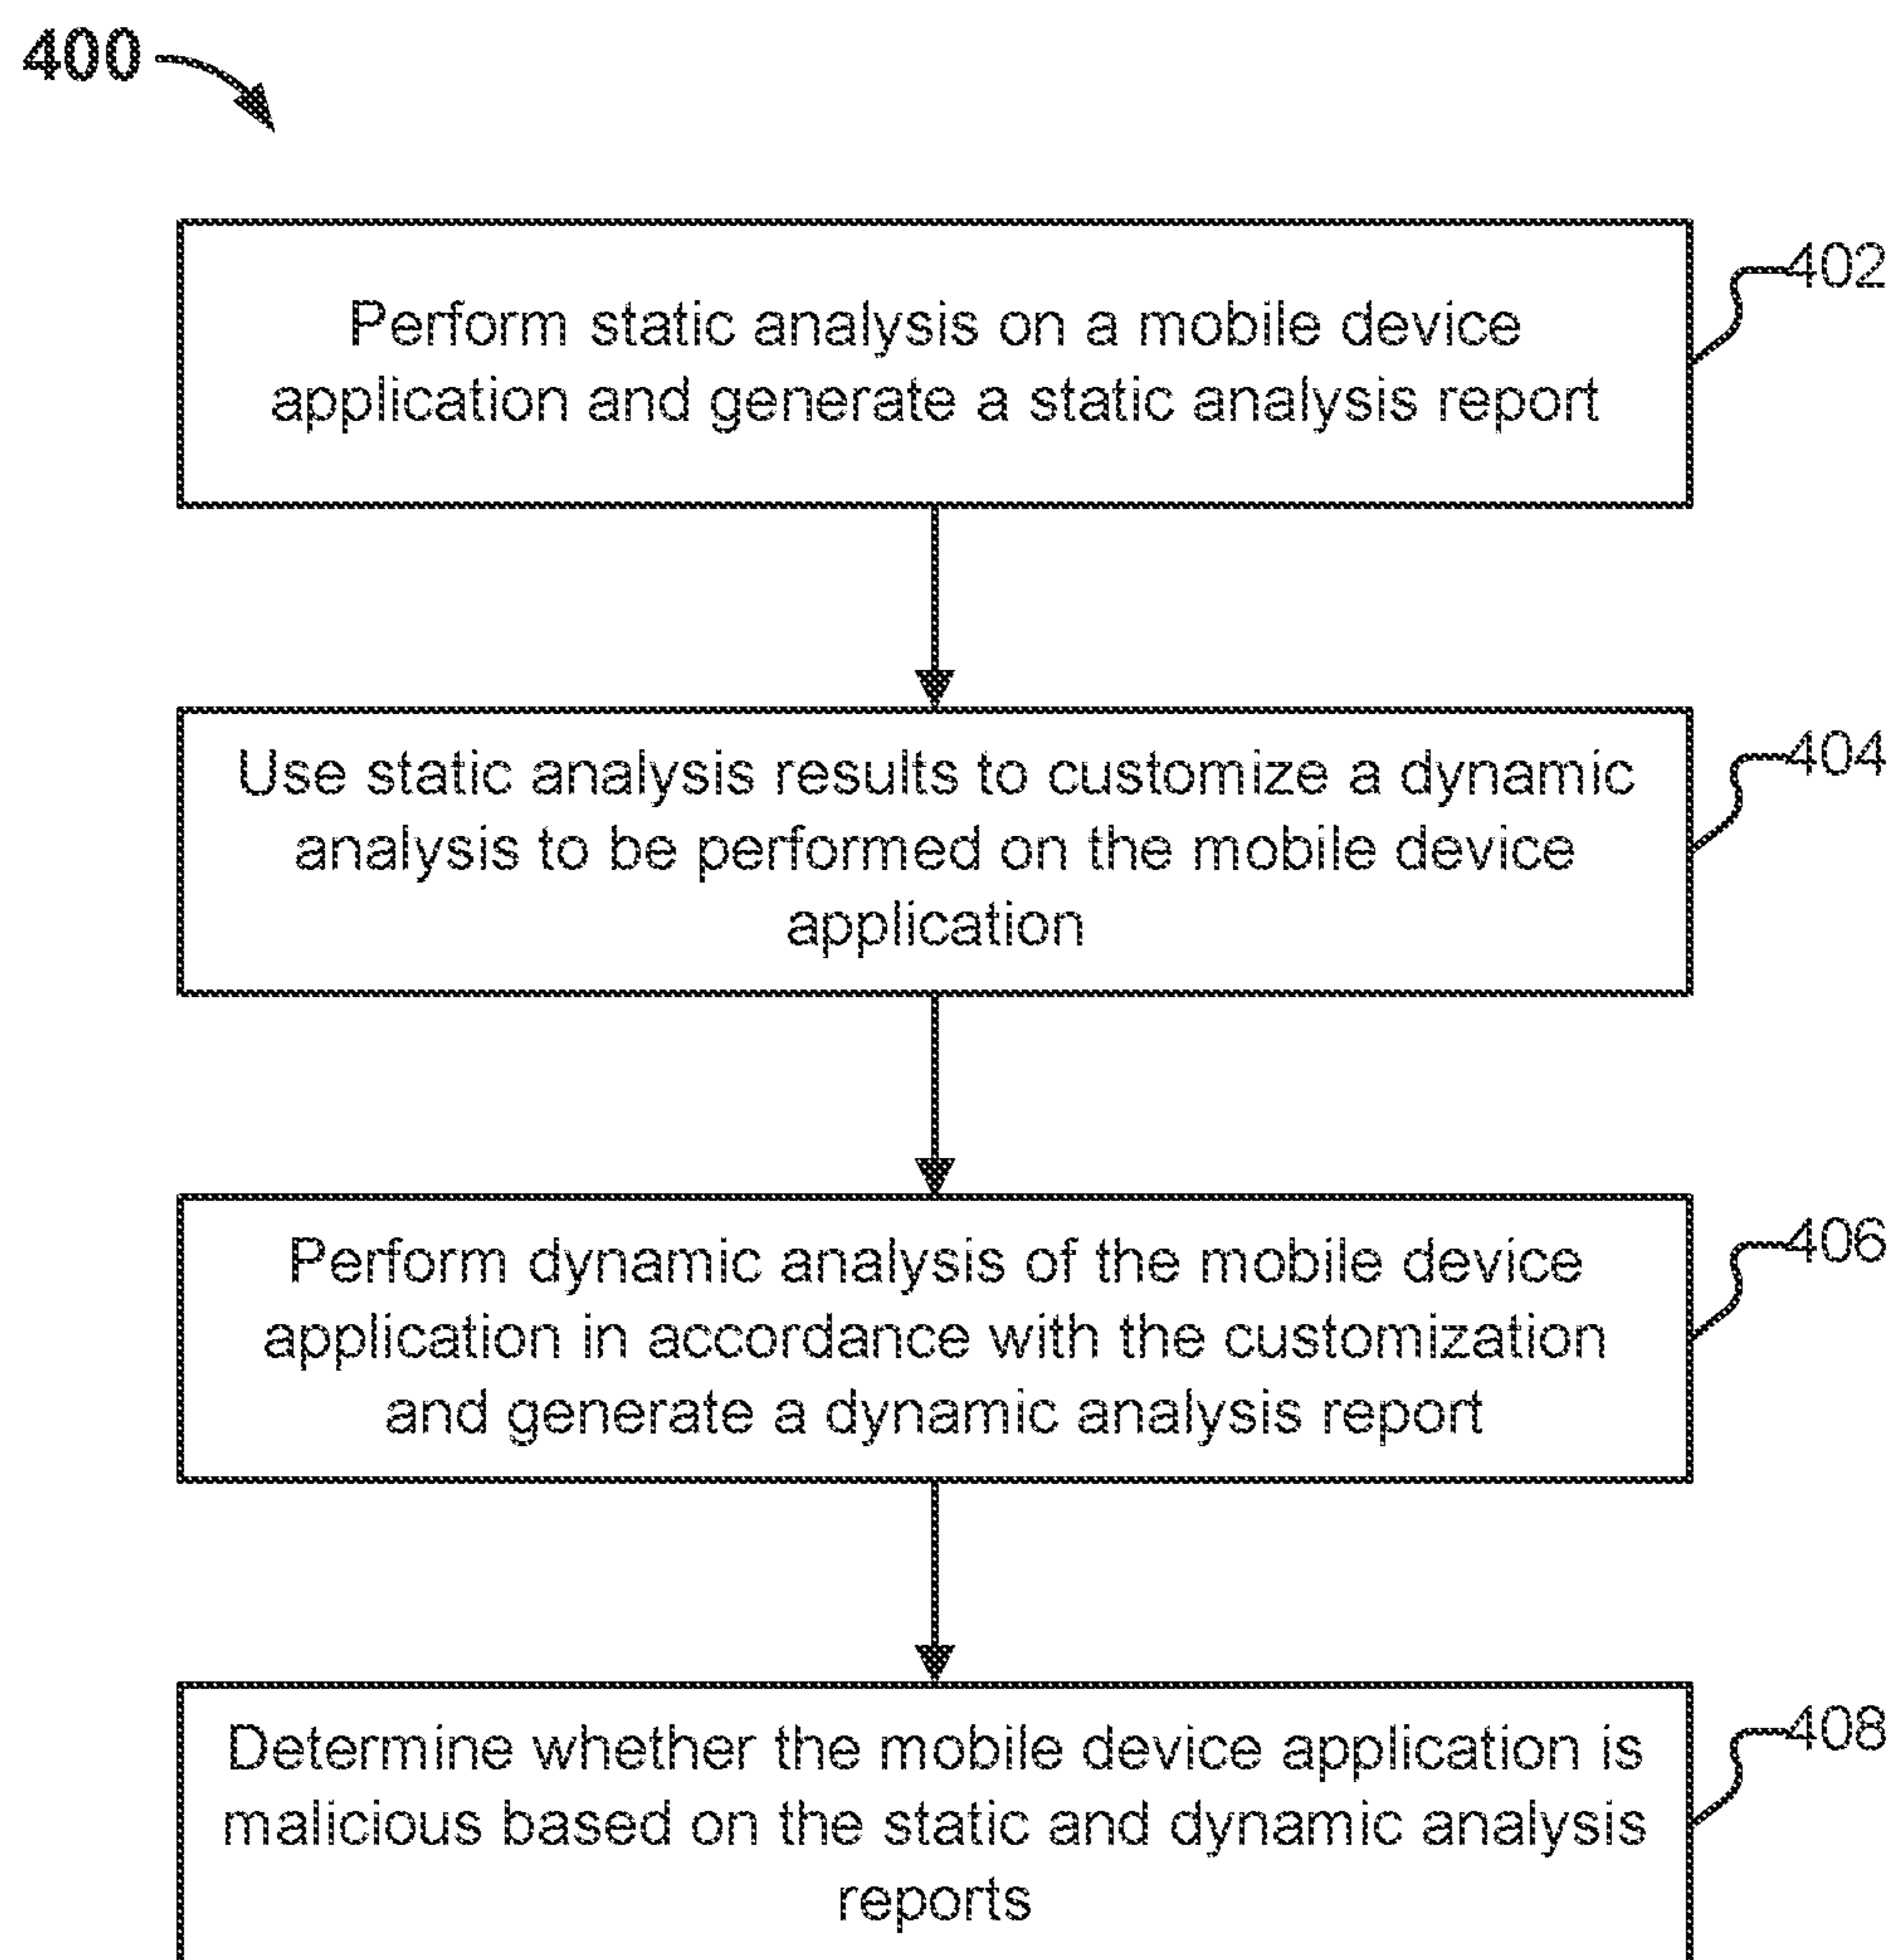 400
402
Perform static analysis on a mobile device
application and generate a static analysis report
404
Use static analysis results to customize a dynamic
analysis to be performed on the mobile device
application
406
Perform dynamic analysis of the mobile device
application in accordance with the customization
and generate a dynamic analysis report
408
Determine whether the mobile device application is
malicious based on the static and dynamic analysis
reports